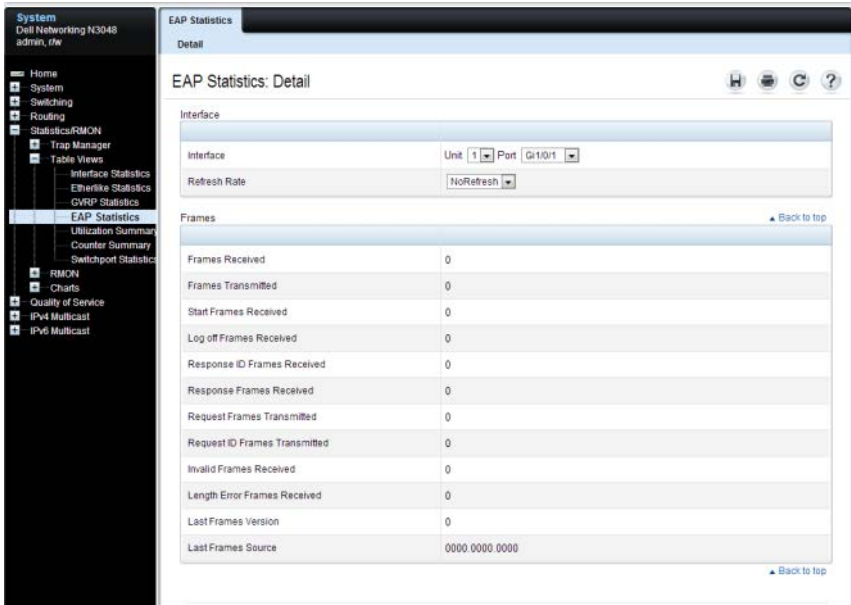 System
Dell Networking N3048
admin, r/w
Home
System
Switching
Routing
Statistics/RMON
Trap Manager
Table Views
Interface Statistics
Etherlike Statistics
GVRP Statistics
EAP Statistics
Utilization Summary
Counter Summary
Switchport Statistics
RMON
Charts
Quality of Service
IPv4 Multicast
IPv6 Multicast
EAP Statistics
Detail
EAP Statistics: Detail
Interface
Interface Unit 1 Port Gi1/0/1
Refresh Rate NoRefresh
Frames Back to top
Frames Received 0
Frames Transmitted 0
Start Frames Received 0
Log off Frames Received 0
Response ID Frames Received 0
Response Frames Received 0
Request Frames Transmitted 0
Request ID Frames Transmitted 0
Invalid Frames Received 0
Length Error Frames Received 0
Last Frames Version 0
Last Frames Source 0000.0000.0000
Back to top